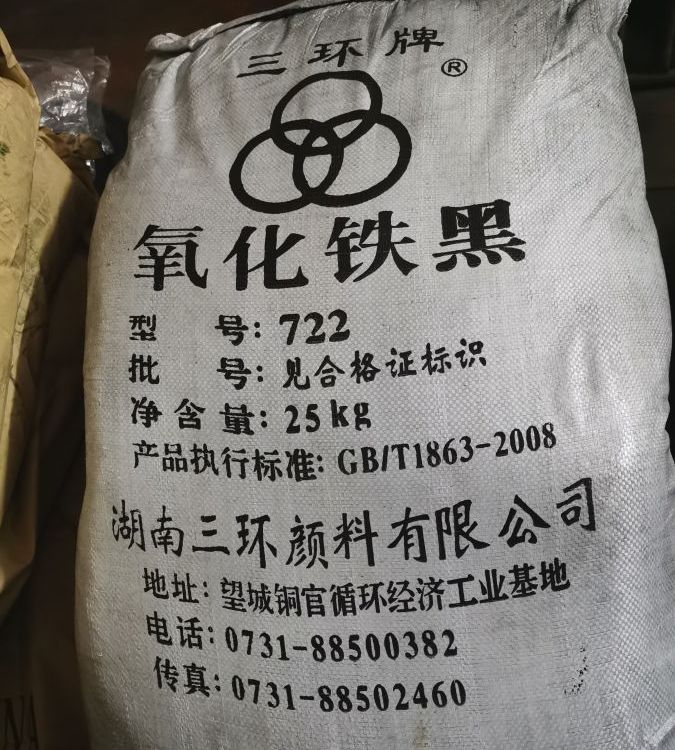 三环牌
®
氧化铁黑
型 号：722
批 号：见合格证标识
净含量：25kg
产品执行标准：GB/T1863-2008
湖南三环颜料有限公司
地址：望城铜官循环经济工业基地
电话：0731-88500382
传真：0731-88502460